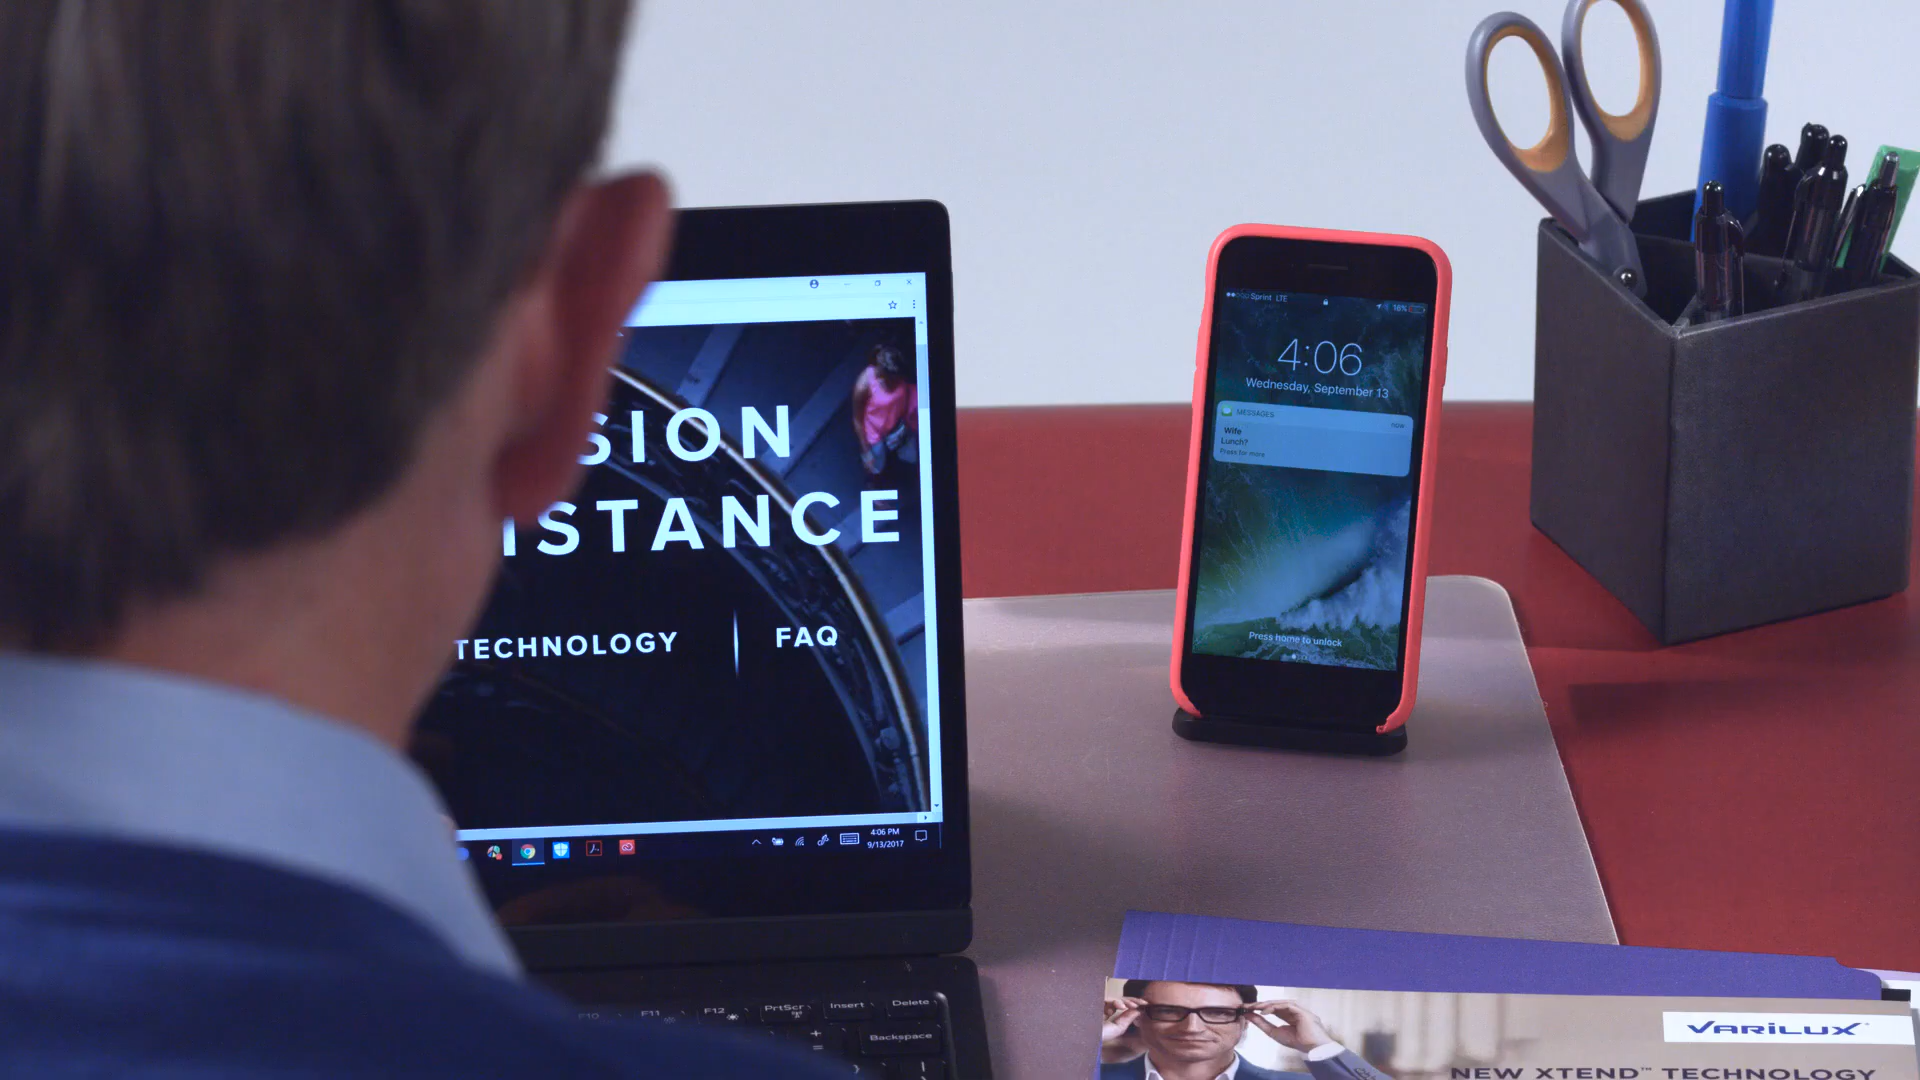 SION
ISTANCE
TECHNOLOGY
FAQ
4:06 PM
9/13/2017
F10 F11 F12 PrtScr Insert Delete
Backspace
Sprint LTE
16%
4:06
Wednesday, September 13
MESSAGES
now
Wife
Lunch?
Press for more
Press home to unlock
VARILUX®
NEW XTEND™ TECHNOLOGY